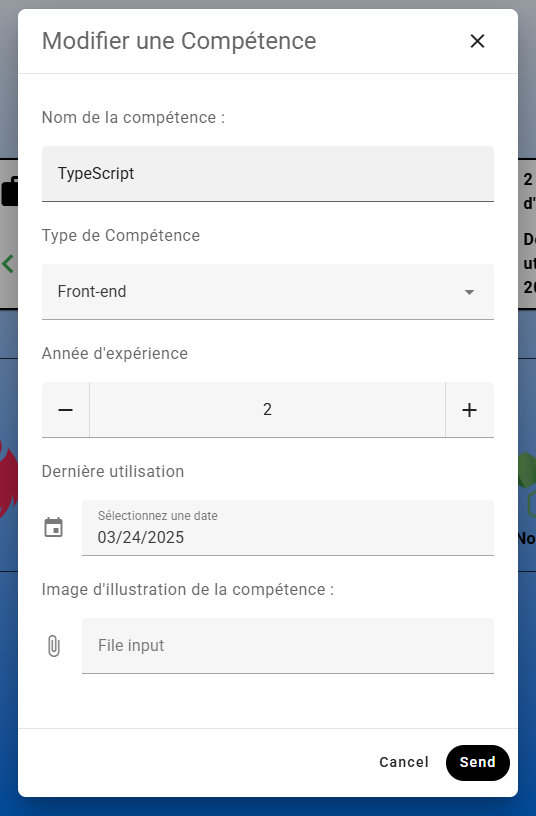 Modifier une Compétence
Nom de la compétence :
TypeScript
Type de Compétence
Front-end
Année d'expérience
2
Dernière utilisation
Sélectionnez une date
03/24/2025
Image d'illustration de la compétence :
File input
Cancel
Send
2
d'